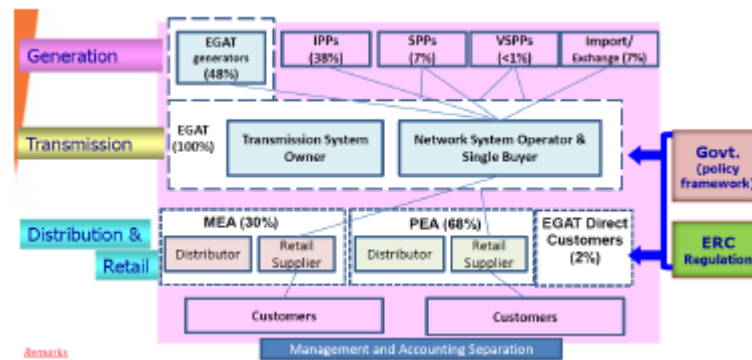 Generation
EGAT
generators
(48%)
IPPs
(38%)
SPPs
(7%)
VSPPs
(<1%)
Import/
Exchange (7%)
Transmission
EGAT
(100%)
Transmission System
Owner
Network System Operator &
Single Buyer
Govt.
(policy
framework)
Distribution &
Retail
MEA (30%)
Distributor
Retail
Supplier
PEA (68%)
Distributor
Retail
Supplier
EGAT Direct
Customers
(2%)
ERC
Regulation
Customers
Customers
Management and Accounting Separation
Remarks